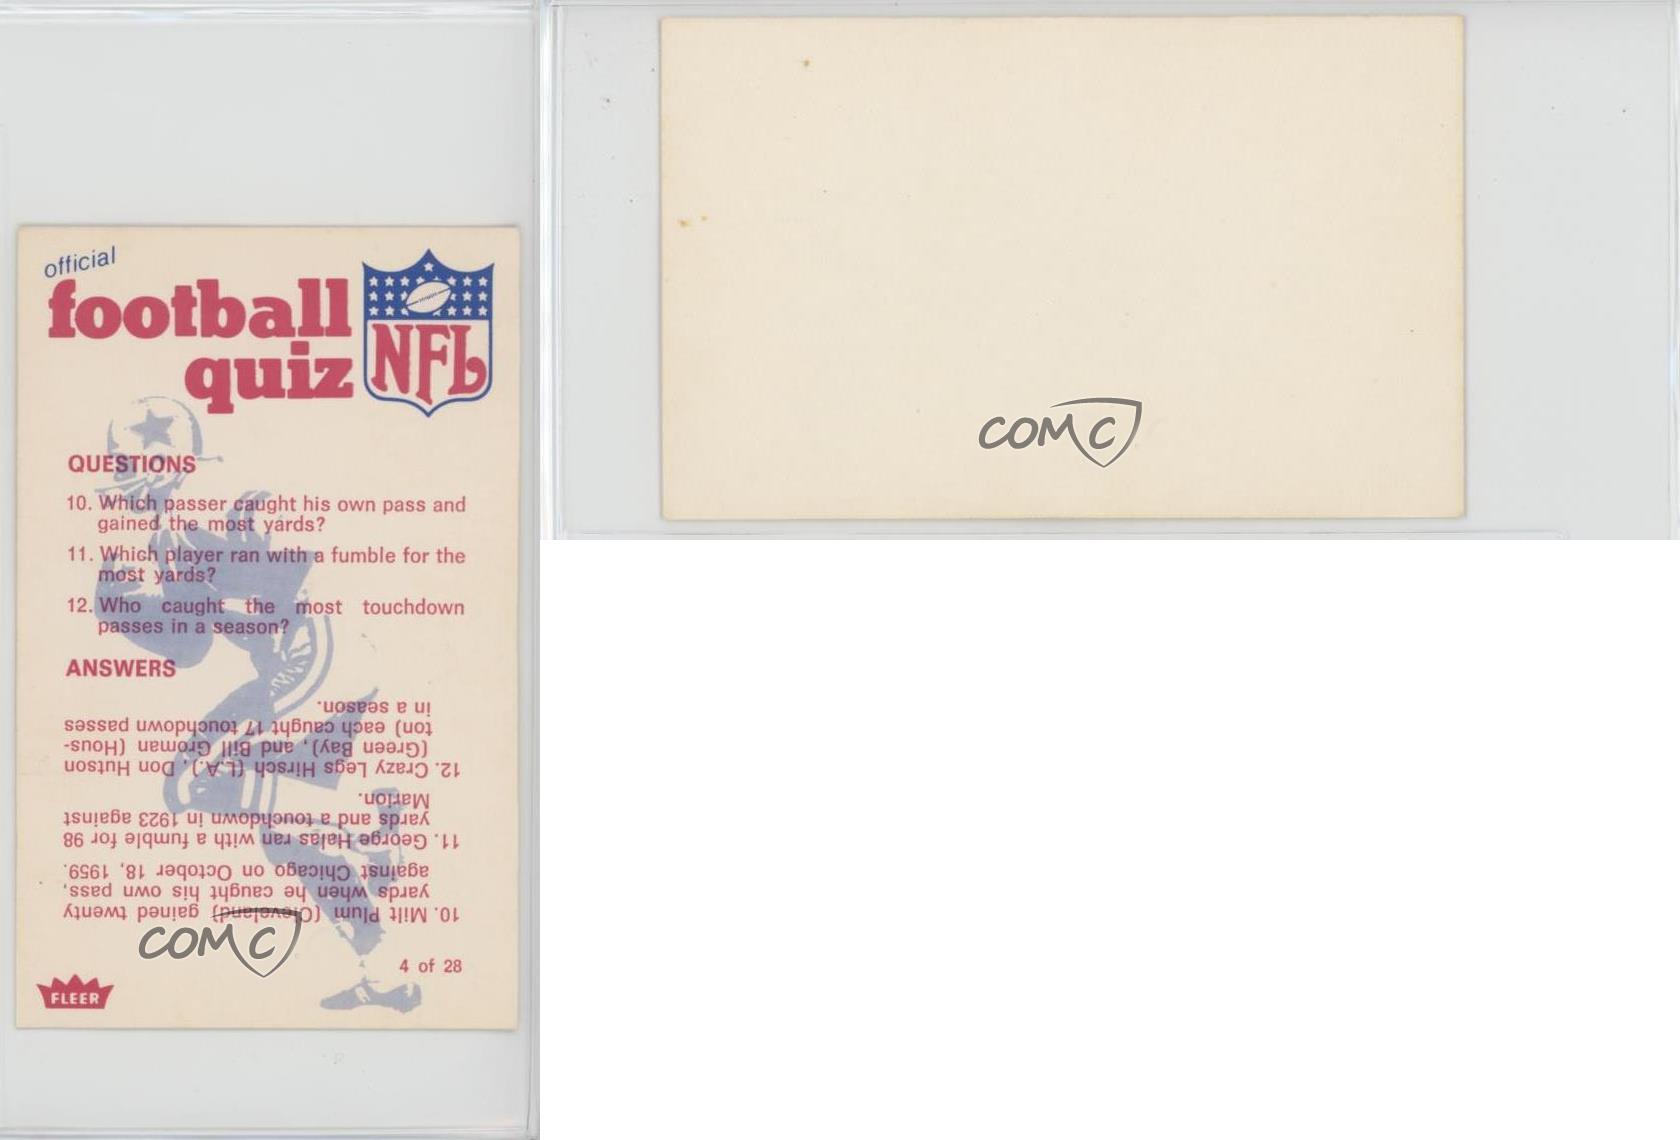 official
football
quiz
NFL
QUESTIONS
10. Which passer caught his own pass and
gained the most yards?
11. Which player ran with a fumble for the
most yards?
12. Who caught the most touchdown
passes in a season?
ANSWERS
10. Milt Plum (Cleveland) gained twenty
yards when he caught his own pass,
against Chicago on October 18, 1959.
11. George Halas ran with a fumble for 98
yards and a touchdown in 1923 against
Marion.
12. Crazy Legs Hirsch (L.A.), Don Hutson
(Green Bay), and Bill Groman (Hous-
ton) each caught 17 touchdown passes
in a season.
COMC
4 of 28
FLEER
COMC